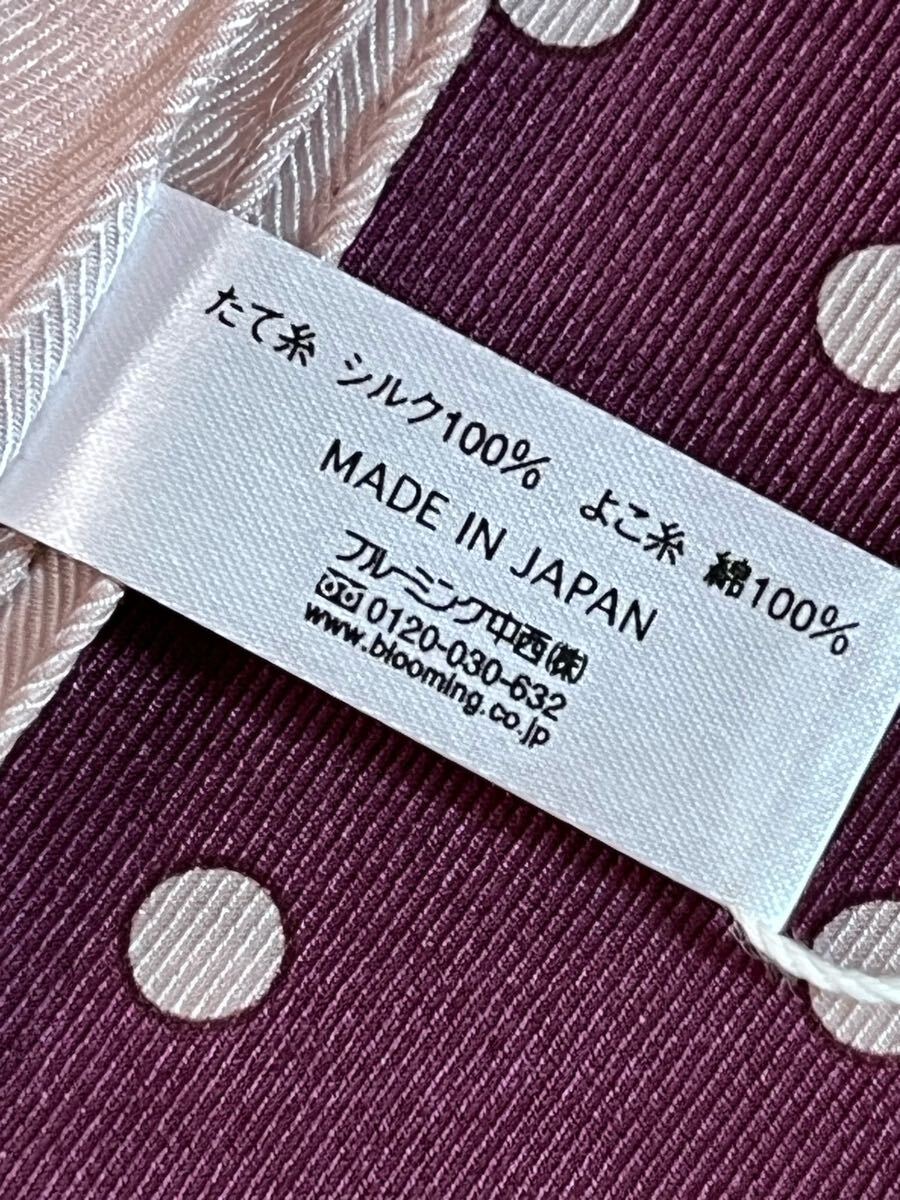 たて糸 シルク100% よこ糸 綿100%
MADE IN JAPAN
ブルーミング中西(株)
0120-030-632
www.blooming.co.jp